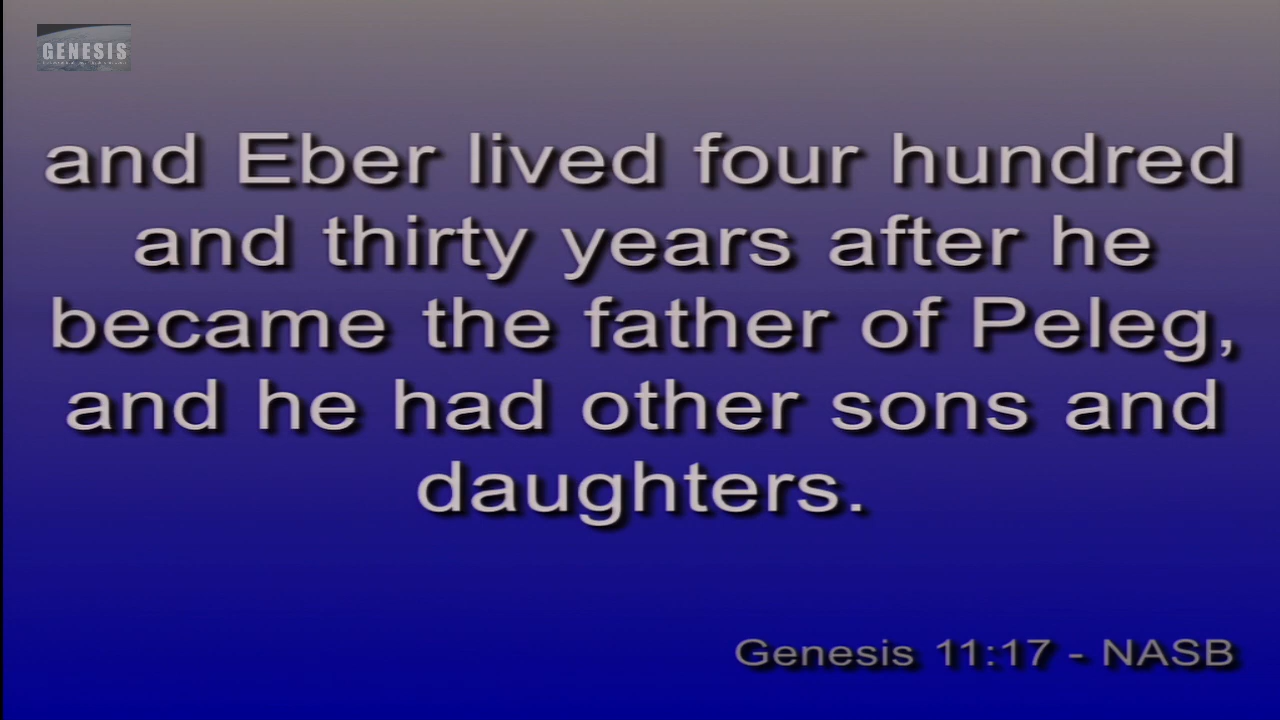 GENESIS
and Eber lived four hundred
and thirty years after he
became the father of Peleg,
and he had other sons and
daughters.
Genesis 11:17 - NASB